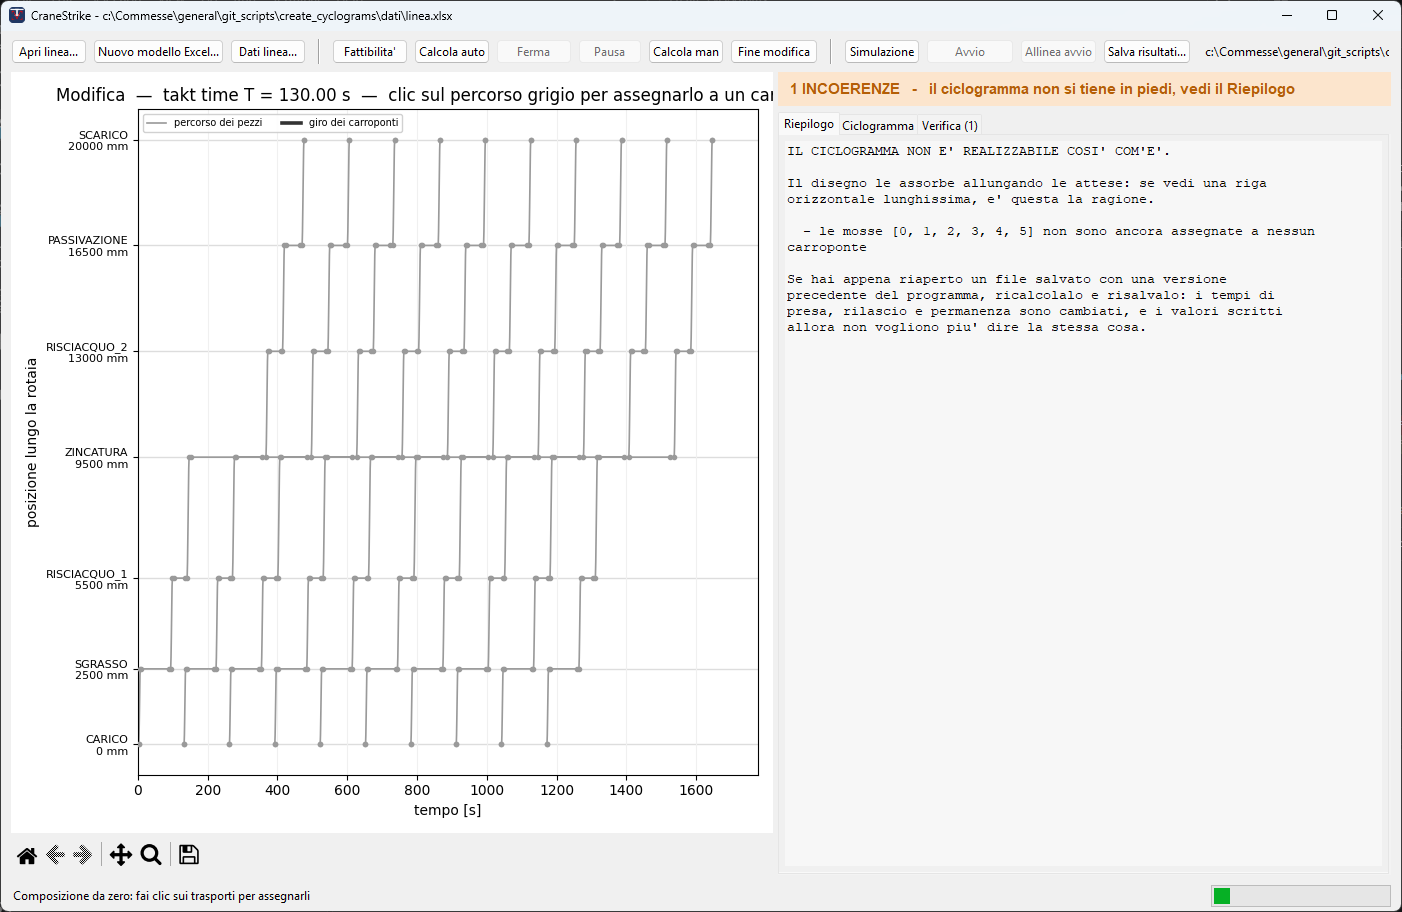 CraneStrike - c:\Commesse\general\git_scripts\create_cyclograms\dati\linea.xlsx
Apri linea... Nuovo modello Excel... Dati linea... Fattibilita' Calcola auto Ferma Pausa Calcola man Fine modifica Simulazione Avvio Allinea avvio Salva risultati... c:\Commesse\general\git_scripts\c
Modifica — takt time T = 130.00 s — clic sul percorso grigio per assegnarlo a un car
percorso dei pezzi giro dei carroponti
SCARICO
20000 mm
PASSIVAZIONE
16500 mm
RISCIACQUO_2
13000 mm
ZINCATURA
9500 mm
RISCIACQUO_1
5500 mm
SGRASSO
2500 mm
CARICO
0 mm
posizione lungo la rotaia
0 200 400 600 800 1000 1200 1400 1600
tempo [s]
1 INCOERENZE - il ciclogramma non si tiene in piedi, vedi il Riepilogo
Riepilogo Ciclogramma Verifica (1)
IL CICLOGRAMMA NON E' REALIZZABILE COSI' COM'E'.
Il disegno le assorbe allungando le attese: se vedi una riga
orizzontale lunghissima, e' questa la ragione.
- le mosse [0, 1, 2, 3, 4, 5] non sono ancora assegnate a nessun
carroponte
Se hai appena riaperto un file salvato con una versione
precedente del programma, ricalcolalo e risalvalo: i tempi di
presa, rilascio e permanenza sono cambiati, e i valori scritti
allora non vogliono piu' dire la stessa cosa.
Composizione da zero: fai clic sui trasporti per assegnarli